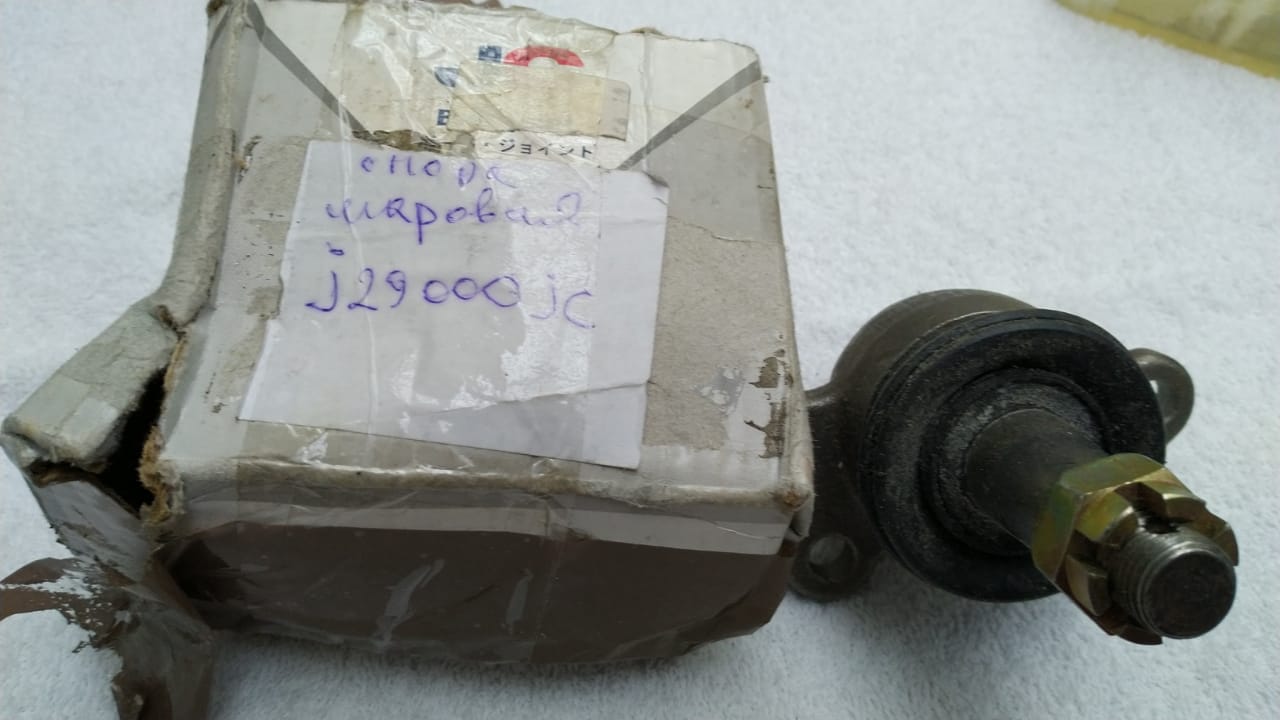 ・ジョイント
опора
шаровая
j29000jc